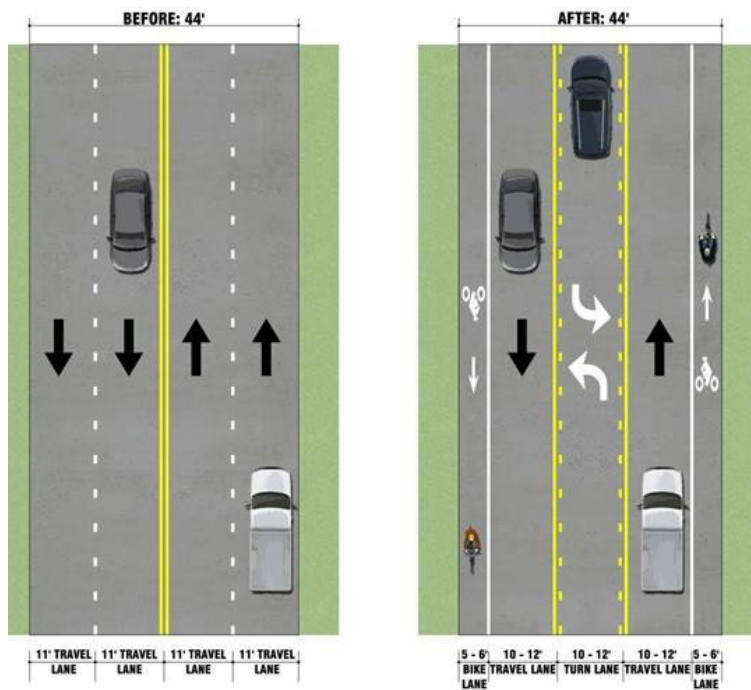 BEFORE: 44'
AFTER: 44'
11' TRAVEL LANE
11' TRAVEL LANE
11' TRAVEL LANE
11' TRAVEL LANE
5 - 6' BIKE LANE
10 - 12' TRAVEL LANE
10 - 12' TURN LANE
10 - 12' TRAVEL LANE
5 - 6' BIKE LANE